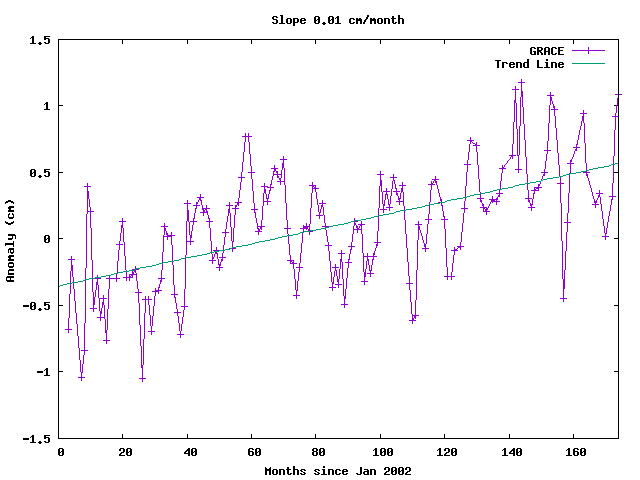 Slope 0.01 cm/month
GRACE
Trend Line
1.5
1
0.5
0
-0.5
-1
-1.5
Anomaly (cm)
0 20 40 60 80 100 120 140 160
Months since Jan 2002